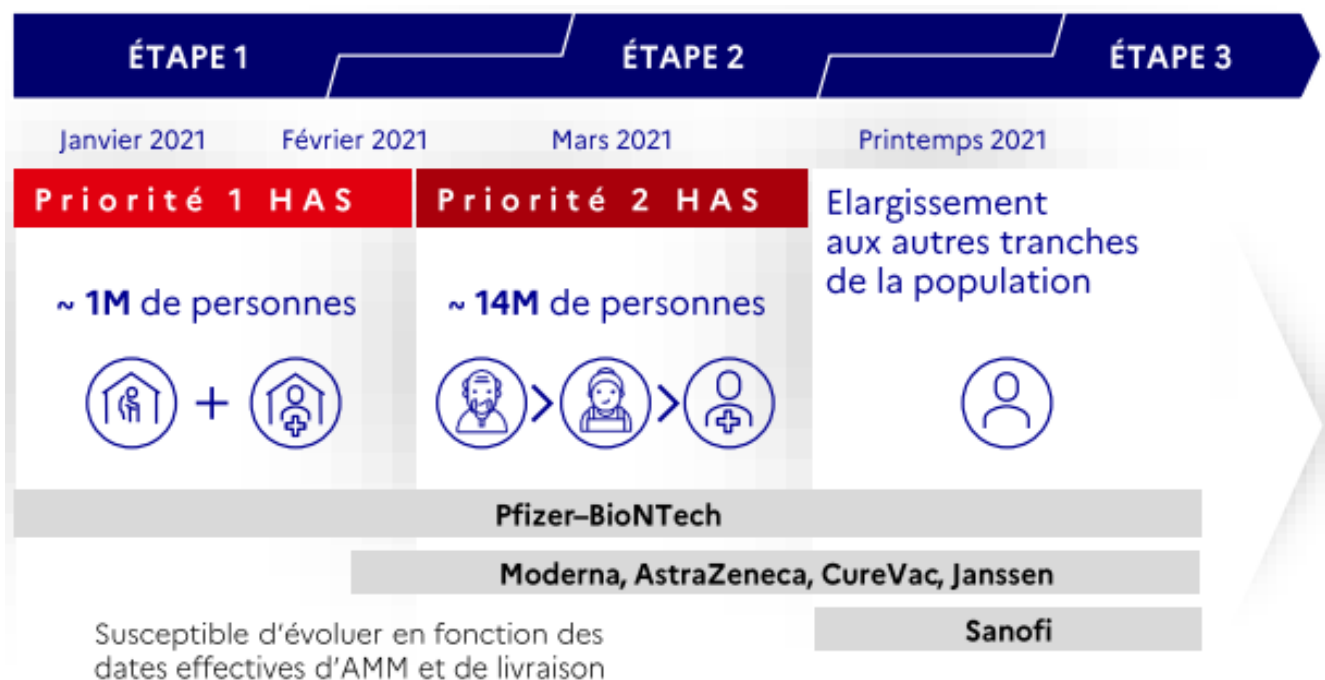 ÉTAPE 1
ÉTAPE 2
ÉTAPE 3
Janvier 2021
Février 2021
Mars 2021
Printemps 2021
Priorité 1 HAS
Priorité 2 HAS
Elargissement
aux autres tranches
de la population
~ 1M de personnes
~ 14M de personnes
+
>
>
Pfizer–BioNTech
Moderna, AstraZeneca, CureVac, Janssen
Sanofi
Susceptible d'évoluer en fonction des
dates effectives d'AMM et de livraison